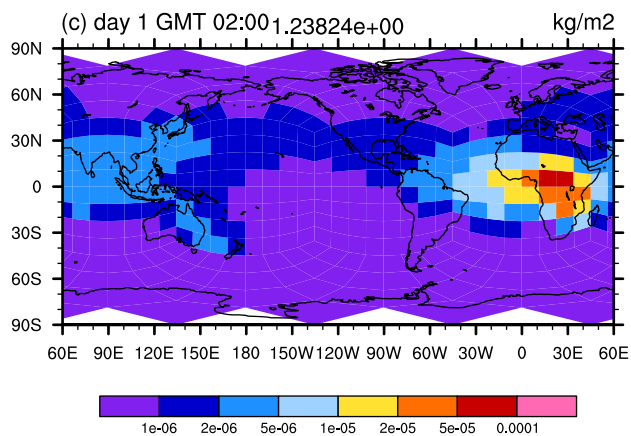 (c) day 1 GMT 02:00 1.23824e+00 kg/m2
90N
60N
30N
0
30S
60S
90S
60E 90E 120E 150E 180 150W 120W 90W 60W 30W 0 30E 60E
1e-06 2e-06 5e-06 1e-05 2e-05 5e-05 0.0001